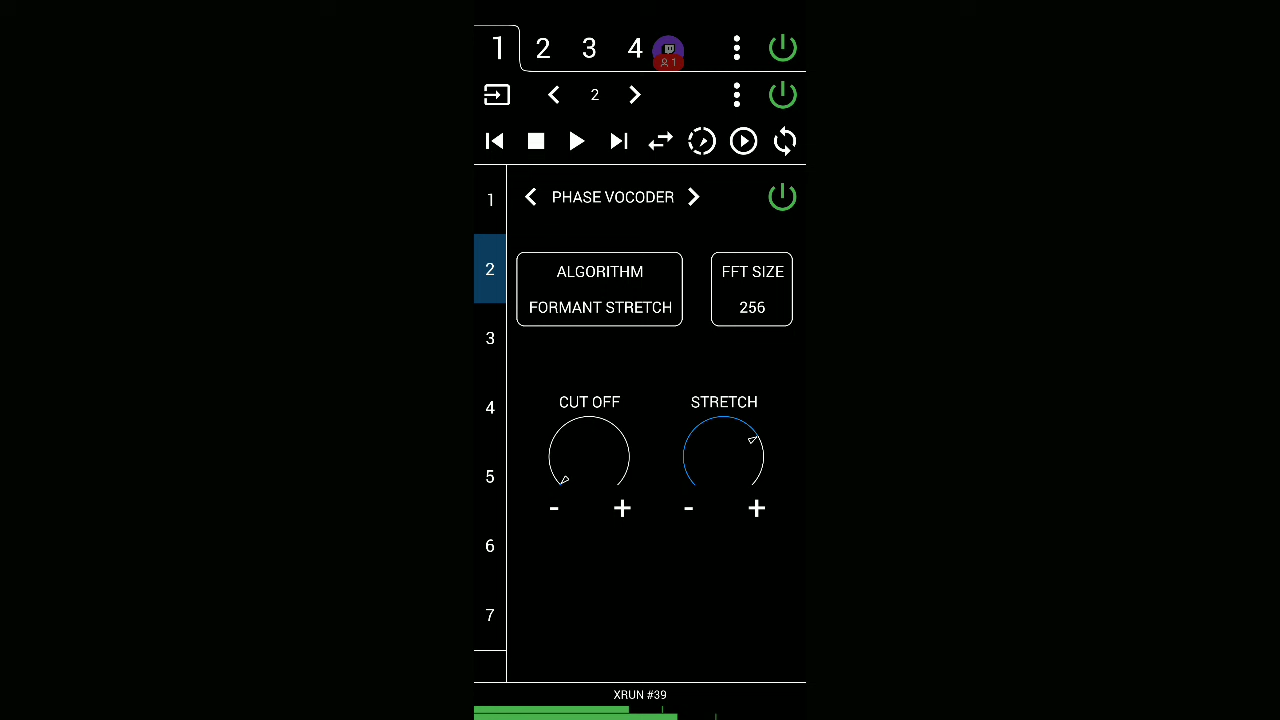 1 2 3 4
1
2
PHASE VOCODER
1
2
3
4
5
6
7
ALGORITHM
FORMANT STRETCH
FFT SIZE
256
CUT OFF
STRETCH
- +
- +
XRUN #39